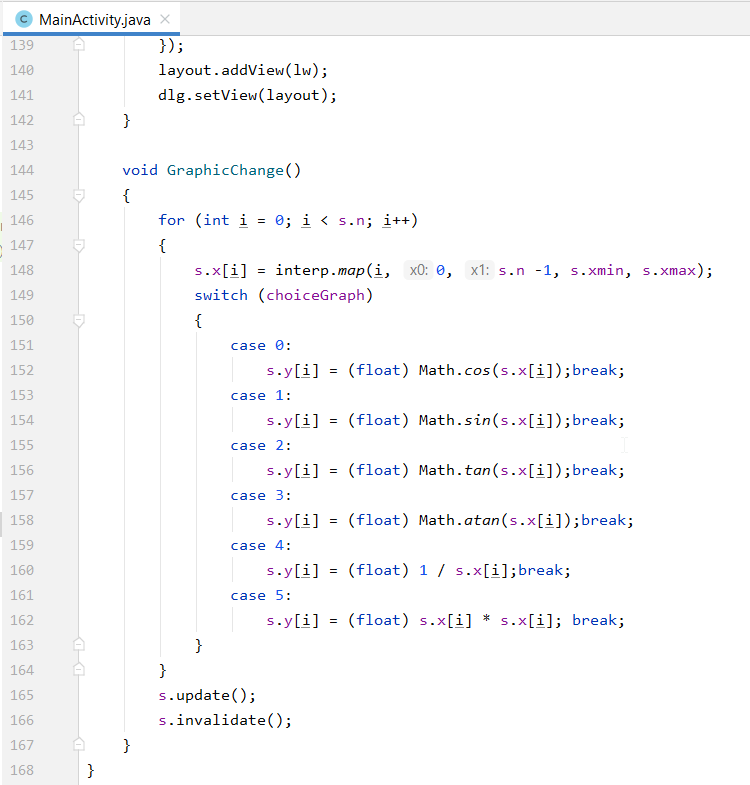 MainActivity.java
139 });
140 layout.addView(lw);
141 dlg.setView(layout);
142 }
143
144 void GraphicChange()
145 {
146 for (int i = 0; i < s.n; i++)
147 {
148 s.x[i] = interp.map(i, x0: 0, x1: s.n -1, s.xmin, s.xmax);
149 switch (choiceGraph)
150 {
151 case 0:
152 s.y[i] = (float) Math.cos(s.x[i]);break;
153 case 1:
154 s.y[i] = (float) Math.sin(s.x[i]);break;
155 case 2:
156 s.y[i] = (float) Math.tan(s.x[i]);break;
157 case 3:
158 s.y[i] = (float) Math.atan(s.x[i]);break;
159 case 4:
160 s.y[i] = (float) 1 / s.x[i];break;
161 case 5:
162 s.y[i] = (float) s.x[i] * s.x[i]; break;
163 }
164 }
165 s.update();
166 s.invalidate();
167 }
168 }